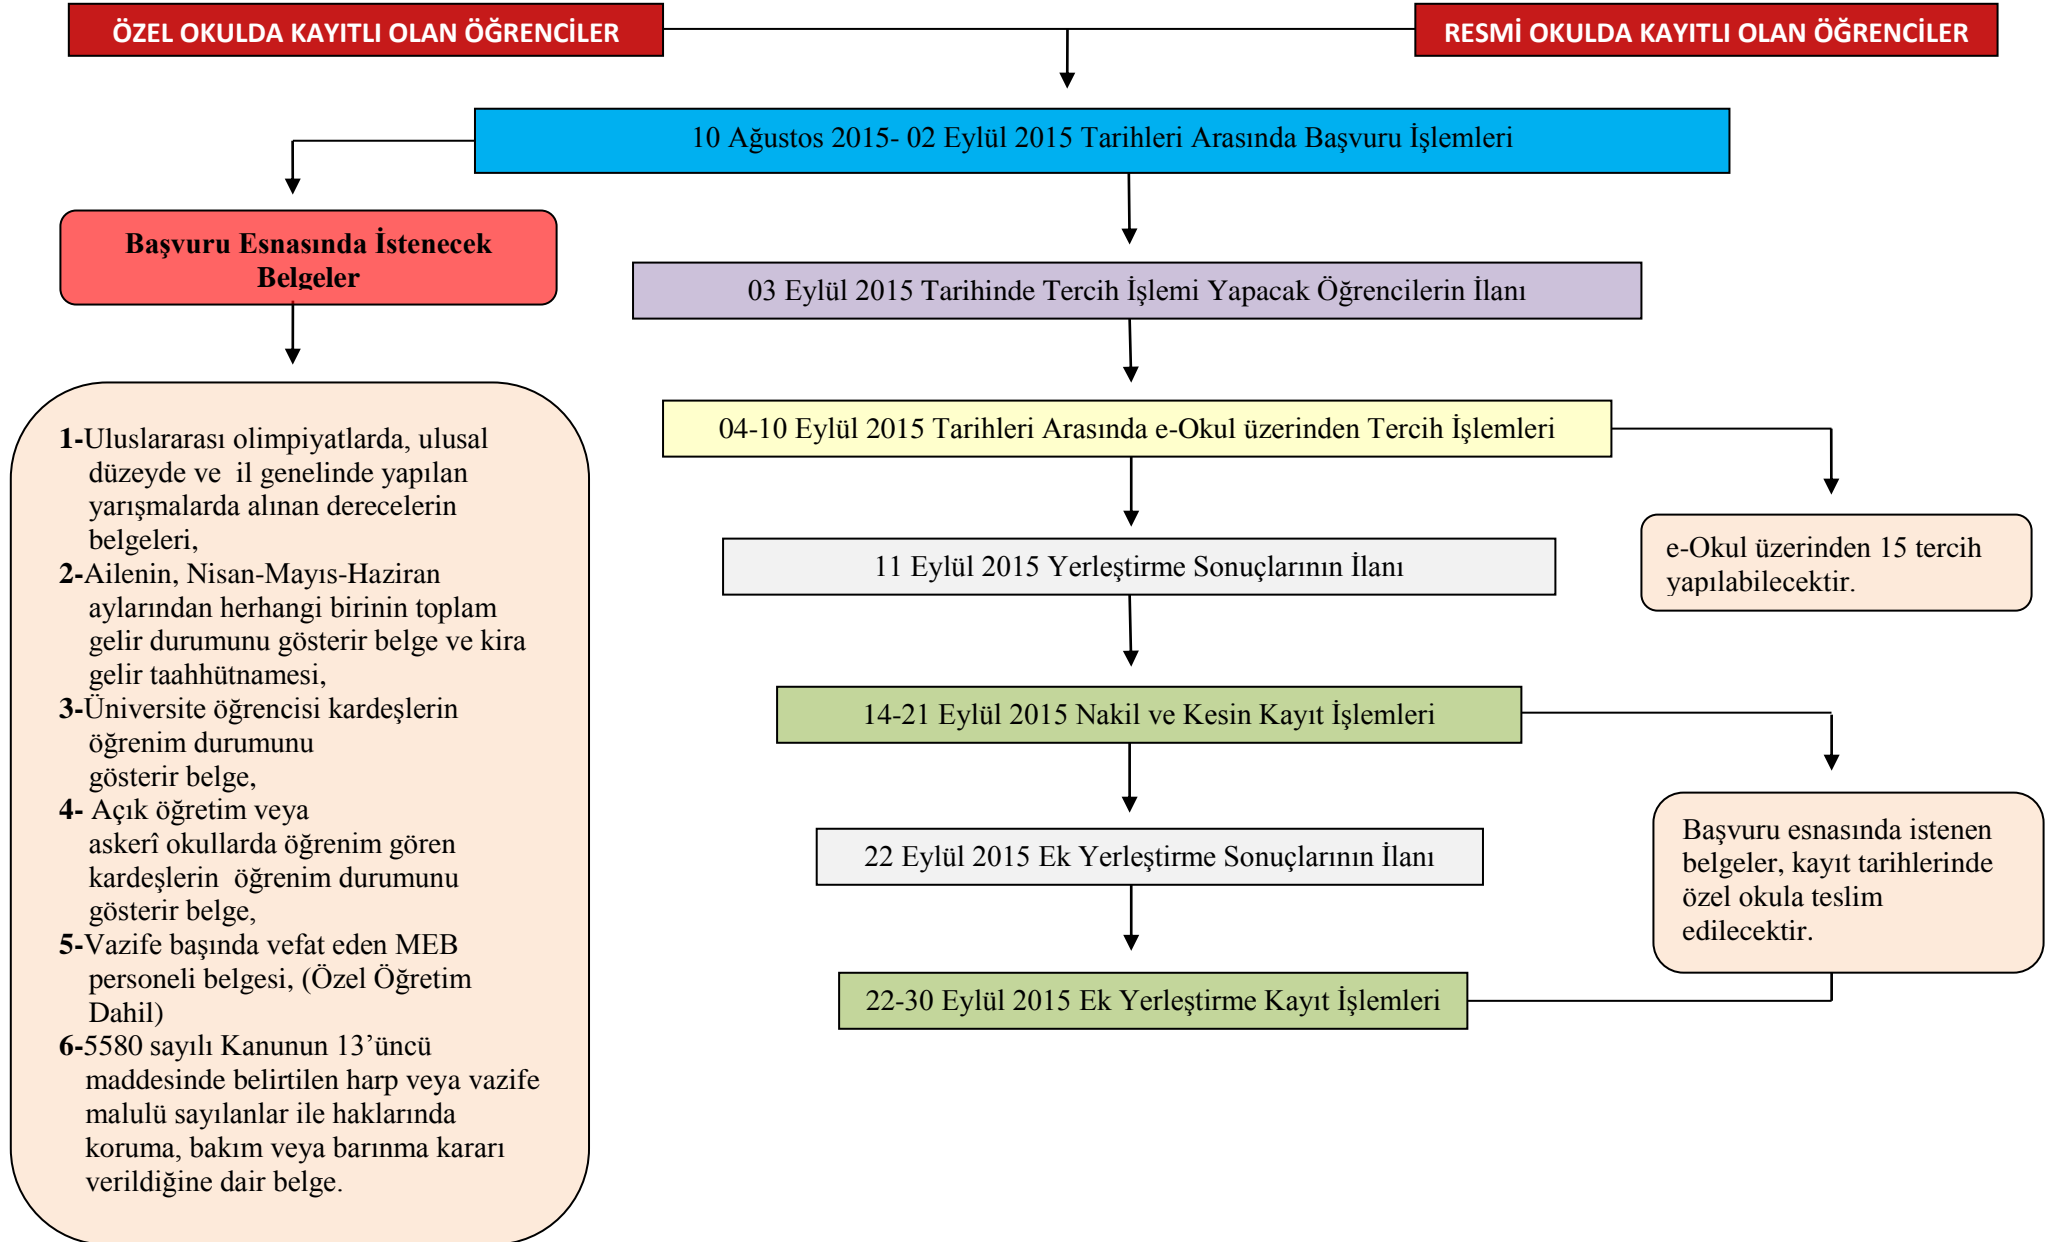 ÖZEL OKULDA KAYITLI OLAN ÖĞRENCİLER
RESMİ OKULDA KAYITLI OLAN ÖĞRENCİLER
10 Ağustos 2015- 02 Eylül 2015 Tarihleri Arasında Başvuru İşlemleri
Başvuru Esnasında İstenecek
Belgeler
03 Eylül 2015 Tarihinde Tercih İşlemi Yapacak Öğrencilerin İlanı
04-10 Eylül 2015 Tarihleri Arasında e-Okul üzerinden Tercih İşlemleri
e-Okul üzerinden 15 tercih
yapılabilecektir.
11 Eylül 2015 Yerleştirme Sonuçlarının İlanı
14-21 Eylül 2015 Nakil ve Kesin Kayıt İşlemleri
22 Eylül 2015 Ek Yerleştirme Sonuçlarının İlanı
Başvuru esnasında istenen
belgeler, kayıt tarihlerinde
özel okula teslim
edilecektir.
22-30 Eylül 2015 Ek Yerleştirme Kayıt İşlemleri
1-Uluslararası olimpiyatlarda, ulusal
düzeyde ve  il genelinde yapılan
yarışmalarda alınan derecelerin
belgeleri,
2-Ailenin, Nisan-Mayıs-Haziran
aylarından herhangi birinin toplam
gelir durumunu gösterir belge ve kira
gelir taahhütnamesi,
3-Üniversite öğrencisi kardeşlerin
öğrenim durumunu
gösterir belge,
4- Açık öğretim veya
askerî okullarda öğrenim gören
kardeşlerin  öğrenim durumunu
gösterir belge,
5-Vazife başında vefat eden MEB
personeli belgesi, (Özel Öğretim
Dahil)
6-5580 sayılı Kanunun 13’üncü
maddesinde belirtilen harp veya vazife
malulü sayılanlar ile haklarında
koruma, bakım veya barınma kararı
verildiğine dair belge.